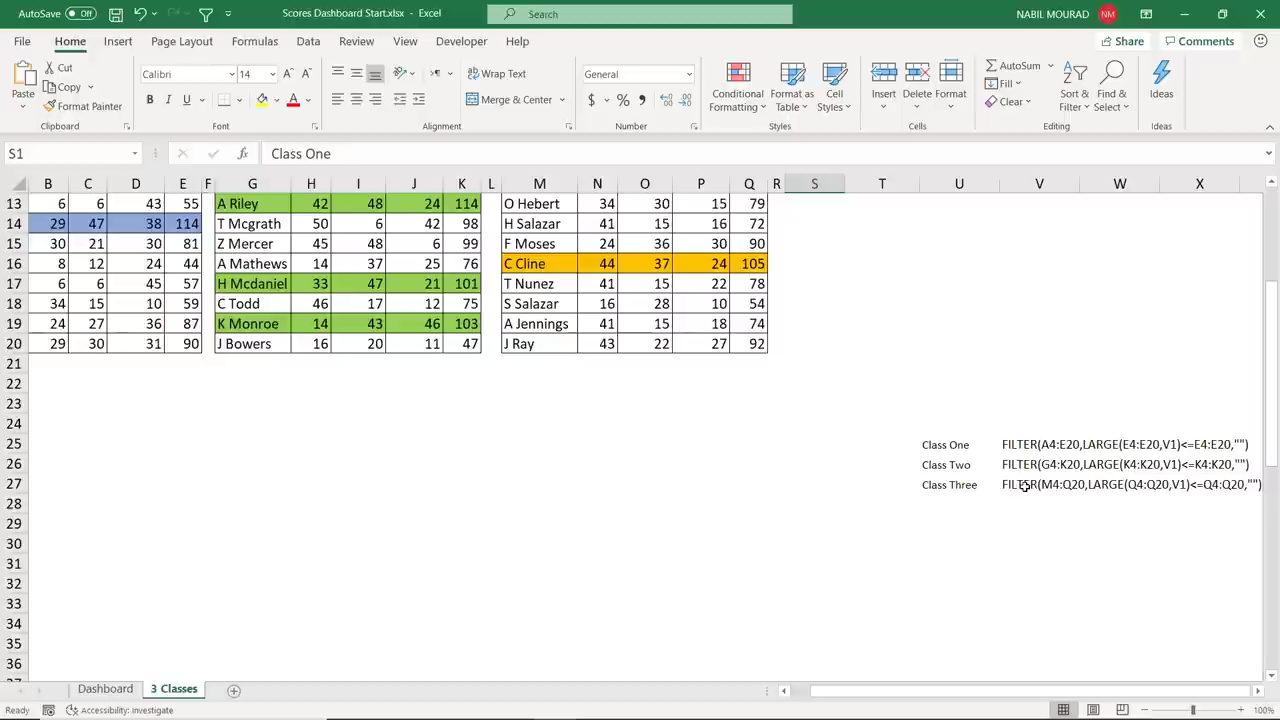 AutoSave Off Scores Dashboard Start.xlsx - Excel Search NABIL MOURAD NM
File Home Insert Page Layout Formulas Data Review View Developer Help Share Comments
Paste Cut Copy Format Painter Clipboard
Calibri 14 B I U A Font
Wrap Text Merge & Center Alignment
General $ % Number
Conditional Formatting Format as Table Cell Styles Styles
Insert Delete Format Cells
AutoSum Fill Clear Sort & Filter Find & Select Editing
Ideas Ideas
S1 fx Class One
B C D E F G H I J K L M N O P Q R S T U V W X
13 6 6 43 55 A Riley 42 48 24 114 O Hebert 34 30 15 79
14 29 47 38 114 T Mcgrath 50 6 42 98 H Salazar 41 15 16 72
15 30 21 30 81 Z Mercer 45 48 6 99 F Moses 24 36 30 90
16 8 12 24 44 A Mathews 14 37 25 76 C Cline 44 37 24 105
17 6 6 45 57 H Mcdaniel 33 47 21 101 T Nunez 41 15 22 78
18 34 15 10 59 C Todd 46 17 12 75 S Salazar 16 28 10 54
19 24 27 36 87 K Monroe 14 43 46 103 A Jennings 41 15 18 74
20 29 30 31 90 J Bowers 16 20 11 47 J Ray 43 22 27 92
21
22
23
24
25 Class One FILTER(A4:E20,LARGE(E4:E20,V1)<=E4:E20,"")
26 Class Two FILTER(G4:K20,LARGE(K4:K20,V1)<=K4:K20,"")
27 Class Three FILTER(M4:Q20,LARGE(Q4:Q20,V1)<=Q4:Q20,"")
28
29
30
31
32
33
34
35
36
Dashboard 3 Classes
Ready Accessibility: Investigate 100%